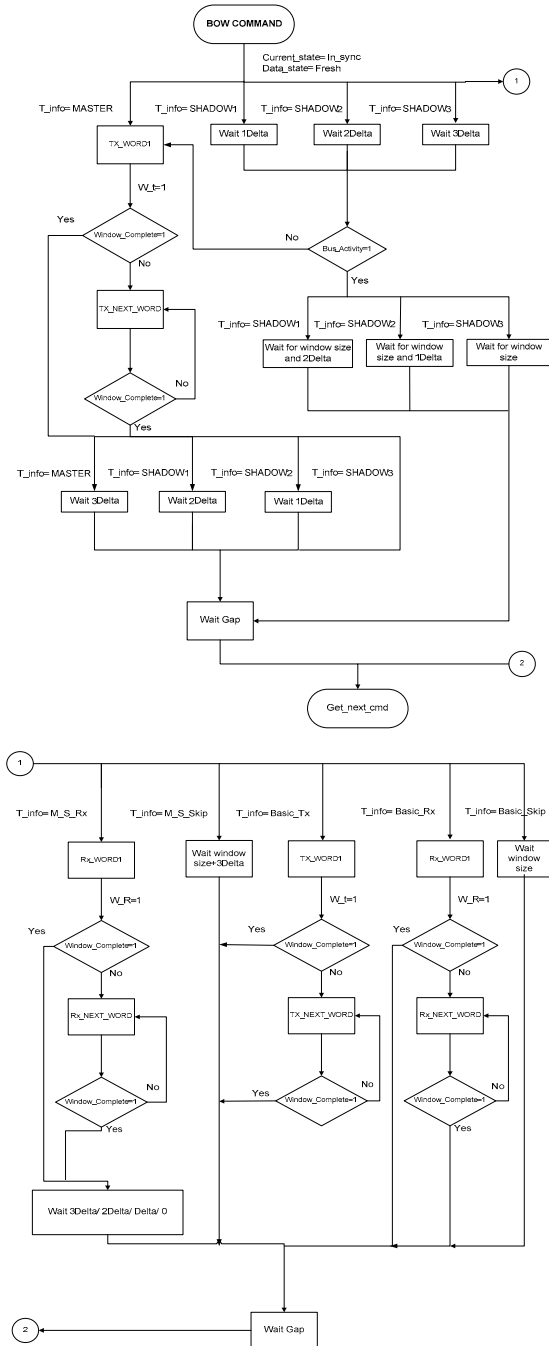 BOW COMMAND
Current_state= In_sync
Data_state= Fresh
1
T_info= MASTER
T_info= SHADOW1
T_info= SHADOW2
T_info= SHADOW3
TX_WORD1
Wait 1Delta
Wait 2Delta
Wait 3Delta
W_t=1
Yes
Window_Complete=1
No
No
Bus_Activity=1
Yes
TX_NEXT_WORD
T_info= SHADOW1
T_info= SHADOW2
T_info= SHADOW3
Wait for window size
and 2Delta
Wait for window
size and 1Delta
Wait for window
size
No
Window_Complete=1
Yes
T_info= MASTER
T_info= SHADOW1
T_info= SHADOW2
T_info= SHADOW3
Wait 3Delta
Wait 2Delta
Wait 1Delta
Wait Gap
2
Get_next_cmd
1
T_info= M_S_Rx
T_info= M_S_Skip
T_info= Basic_Tx
T_info= Basic_Rx
T_info= Basic_Skip
Rx_WORD1
Wait window
size+3Delta
TX_WORD1
Rx_WORD1
Wait
window
size
W_R=1
W_t=1
W_R=1
Yes
Window_Complete=1
Yes
Window_Complete=1
Yes
Window_Complete=1
No
No
No
Rx_NEXT_WORD
TX_NEXT_WORD
Rx_NEXT_WORD
Window_Complete=1
No
Yes
Yes
Window_Complete=1
No
Window_Complete=1
No
Yes
Wait 3Delta/ 2Delta/ Delta/ 0
2
Wait Gap